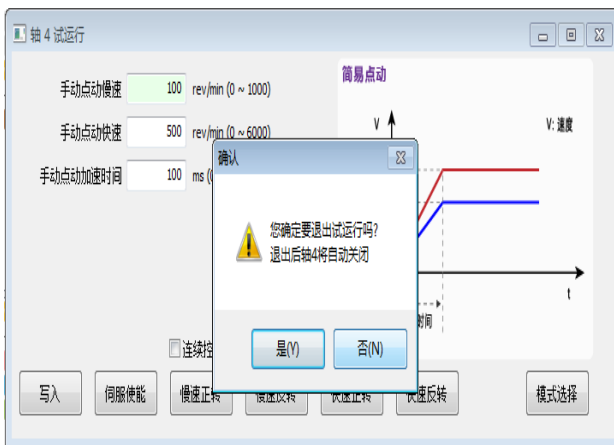 轴 4 试运行
手动点动慢速 100 rev/min (0 ~ 1000)
手动点动快速 500 rev/min (0 ~ 6000)
手动点动加速时间 100 ms
简易点动
V
V: 速度
t
时间
确认
您确定要退出试运行吗?
退出后轴4将自动关闭
是(Y) 否(N)
连续控
写入 伺服使能 慢速正转 慢速反转 快速正转 快速反转 模式选择